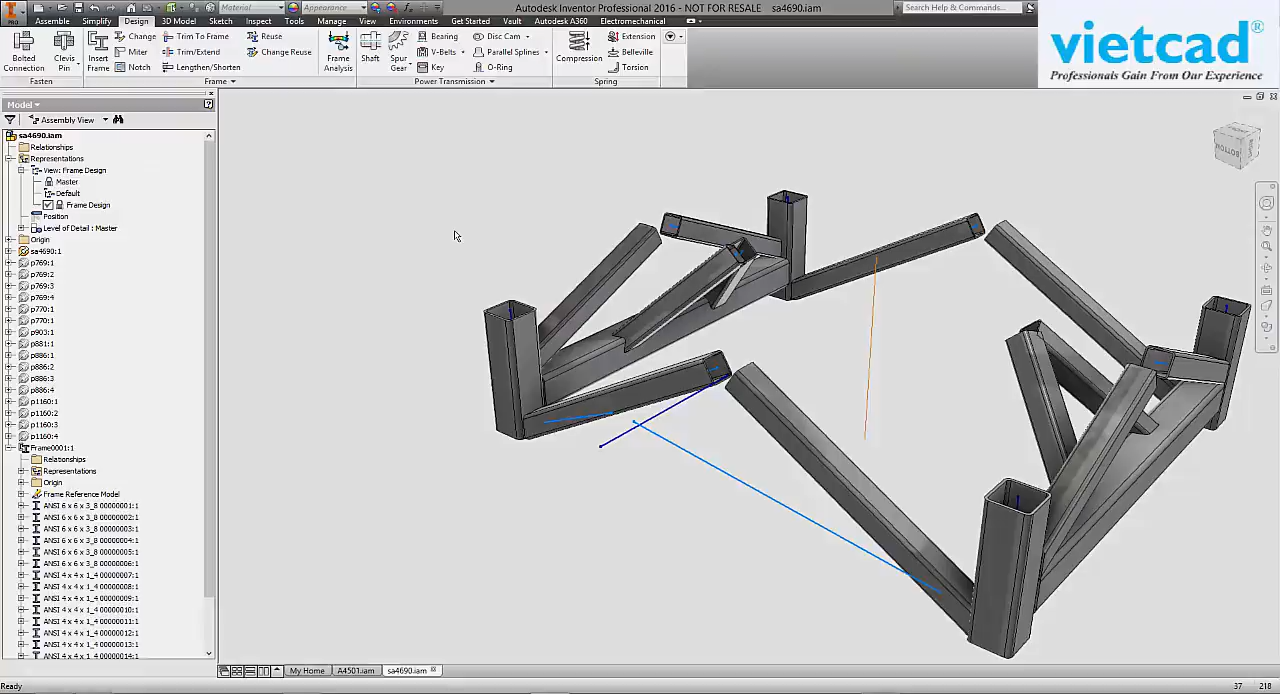 Material
Appearance
Autodesk Inventor Professional 2016 - NOT FOR RESALE sa4690.iam
Search Help & Commands...
PRO
Assemble Simplify Design 3D Model Sketch Inspect Tools Manage View Environments Get Started Vault Autodesk A360 Electromechanical
Bolted Connection
Clevis Pin
Insert Frame
Change
Miter
Notch
Trim To Frame
Trim/Extend
Lengthen/Shorten
Reuse
Change Reuse
Frame Analysis
Shaft
Spur Gear
Bearing
V-Belts
Key
Disc Cam
Parallel Splines
O-Ring
Compression
Extension
Belleville
Torsion
Fasten Frame Power Transmission Spring
vietcad®
Professionals Gain From Our Experience
Model
Assembly View
sa4690.iam
Relationships
Representations
View: Frame Design
Master
Default
Frame Design
Position
Level of Detail : Master
Origin
sa4690:1
p769:1
p769:2
p769:3
p769:4
p770:1
p770:1
p903:1
p881:1
p886:1
p886:2
p886:3
p886:4
p1160:1
p1160:2
p1160:3
p1160:4
Frame0001:1
Relationships
Representations
Origin
Frame Reference Model
ANSI 6 x 6 x 3_8 00000001:1
ANSI 6 x 6 x 3_8 00000002:1
ANSI 6 x 6 x 3_8 00000003:1
ANSI 6 x 6 x 3_8 00000004:1
ANSI 6 x 6 x 3_8 00000005:1
ANSI 6 x 6 x 3_8 00000006:1
ANSI 4 x 4 x 1_4 00000007:1
ANSI 4 x 4 x 1_4 00000008:1
ANSI 4 x 4 x 1_4 00000009:1
ANSI 4 x 4 x 1_4 00000010:1
ANSI 4 x 4 x 1_4 00000011:1
ANSI 4 x 4 x 1_4 00000012:1
ANSI 4 x 4 x 1_4 00000013:1
ANSI 4 x 4 x 1_4 00000014:1
BOTTOM
My Home A4501.iam sa4690.iam
Ready
37 218